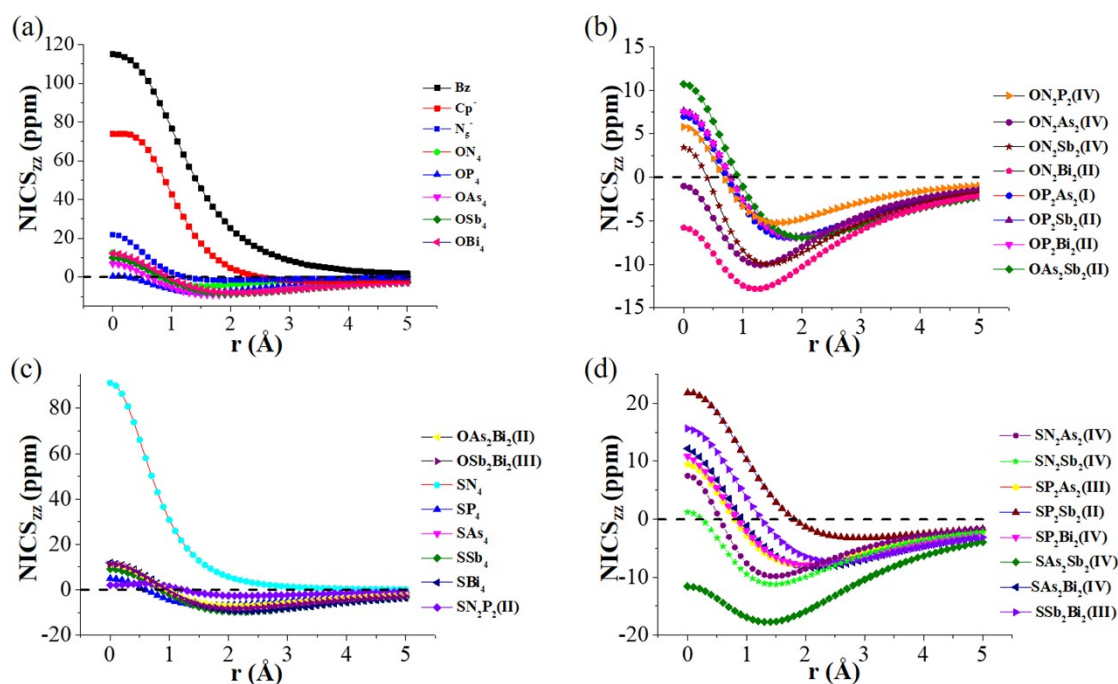 (a)
120
100
80
60
40
20
0
-20
NICS_ZZ (ppm)
0 1 2 3 4 5
r (Å)
Bz
Cp⁻
N₅⁻
ON₄
OP₄
OAs₄
OSb₄
OBi₄
(b)
15
10
5
0
-5
-10
-15
NICS_ZZ (ppm)
0 1 2 3 4 5
r (Å)
ON₂P₂(IV)
ON₂As₂(IV)
ON₂Sb₂(IV)
ON₂Bi₂(II)
OP₂As₂(I)
OP₂Sb₂(II)
OP₂Bi₂(II)
OAs₂Sb₂(II)
(c)
80
60
40
20
0
-20
NICS_ZZ (ppm)
0 1 2 3 4 5
r (Å)
OAs₂Bi₂(II)
OSb₂Bi₂(III)
SN₄
SP₄
SAs₄
SSb₄
SBi₄
SN₂P₂(II)
(d)
20
10
0
-10
-20
NICS_ZZ (ppm)
0 1 2 3 4 5
r (Å)
SN₂As₂(IV)
SN₂Sb₂(IV)
SP₂As₂(III)
SP₂Sb₂(II)
SP₂Bi₂(IV)
SAs₂Sb₂(IV)
SAs₂Bi₂(IV)
SSb₂Bi₂(III)